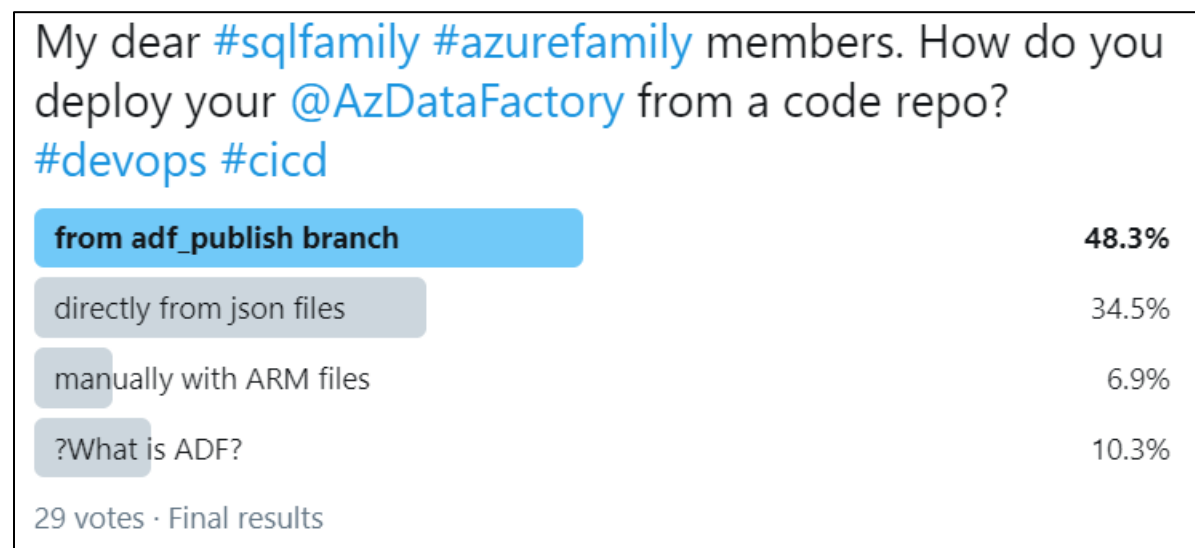 My dear #sqlfamily #azurefamily members. How do you
deploy your @AzDataFactory from a code repo?
#devops #cicd
from adf_publish branch 48.3%
directly from json files 34.5%
manually with ARM files 6.9%
?What is ADF? 10.3%
29 votes · Final results